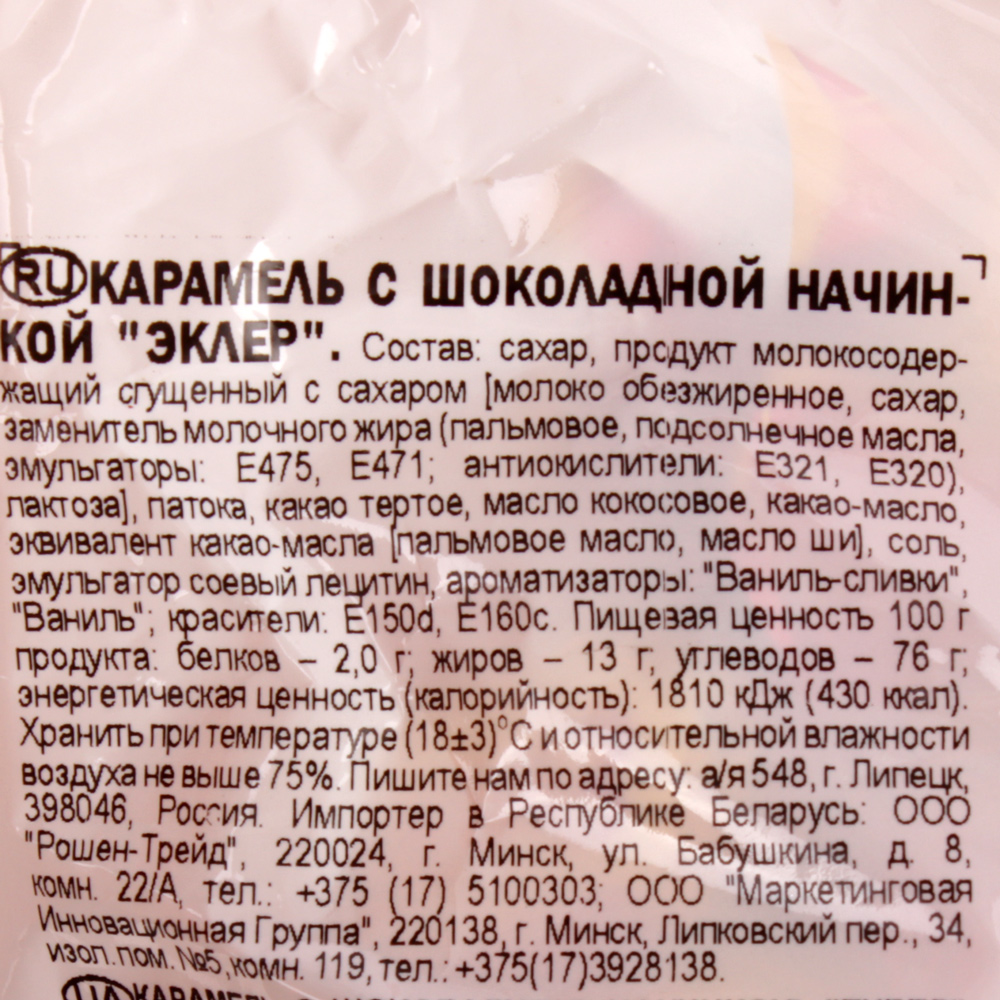 RU КАРАМЕЛЬ С ШОКОЛАДНОЙ НАЧИН-
КОЙ "ЭКЛЕР". Состав: сахар, продукт молокосодер-
жащий сгущенный с сахаром [молоко обезжиренное, сахар,
заменитель молочного жира (пальмовое, подсолнечное масла,
эмульгаторы: Е475, Е471; антиокислители: Е321, Е320),
лактоза], патока, какао тертое, масло кокосовое, какао-масло,
эквивалент какао-масла [пальмовое масло, масло ши], соль,
эмульгатор соевый лецитин, ароматизаторы: "Ваниль-сливки",
"Ваниль"; красители: Е150d, Е160с. Пищевая ценность 100 г
продукта: белков – 2,0 г; жиров – 13 г; углеводов – 76 г;
энергетическая ценность (калорийность): 1810 кДж (430 ккал).
Хранить при температуре (18±3)°С и относительной влажности
воздуха не выше 75%. Пишите нам по адресу: а/я 548, г. Липецк,
398046, Россия. Импортер в Республике Беларусь: ООО
"Рошен-Трейд", 220024, г. Минск, ул. Бабушкина, д. 8,
комн. 22/А, тел.: +375 (17) 5100303; ООО "Маркетинговая
Инновационная Группа", 220138, г. Минск, Липковский пер., 34,
изол. пом. №5, комн. 119, тел.: +375(17)3928138.
UA КАРАМЕЛЬ З